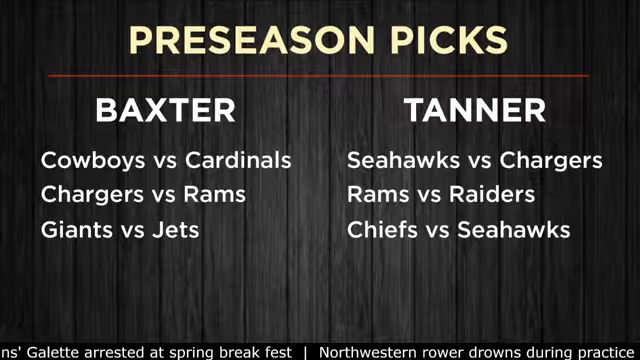 PRESEASON PICKS
BAXTER
Cowboys vs Cardinals
Chargers vs Rams
Giants vs Jets
TANNER
Seahawks vs Chargers
Rams vs Raiders
Chiefs vs Seahawks
ns' Galette arrested at spring break fest | Northwestern rower drowns during practice